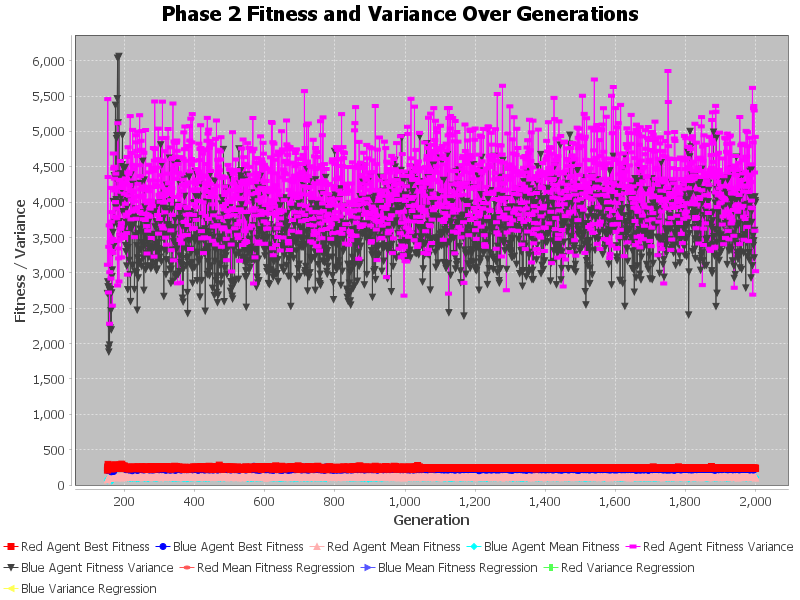 Phase 2 Fitness and Variance Over Generations
Fitness / Variance
6,000
5,500
5,000
4,500
4,000
3,500
3,000
2,500
2,000
1,500
1,000
500
0
200 400 600 800 1,000 1,200 1,400 1,600 1,800 2,000
Generation
Red Agent Best Fitness Blue Agent Best Fitness Red Agent Mean Fitness Blue Agent Mean Fitness Red Agent Fitness Variance
Blue Agent Fitness Variance Red Mean Fitness Regression Blue Mean Fitness Regression Red Variance Regression
Blue Variance Regression